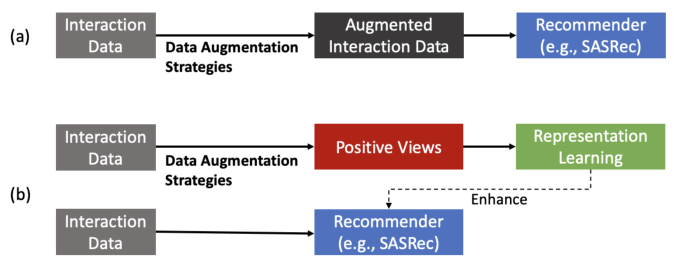 (a)
Interaction
Data
Data Augmentation
Strategies
Augmented
Interaction Data
Recommender
(e.g., SASRec)
(b)
Interaction
Data
Data Augmentation
Strategies
Positive Views
Representation
Learning
Enhance
Interaction
Data
Recommender
(e.g., SASRec)